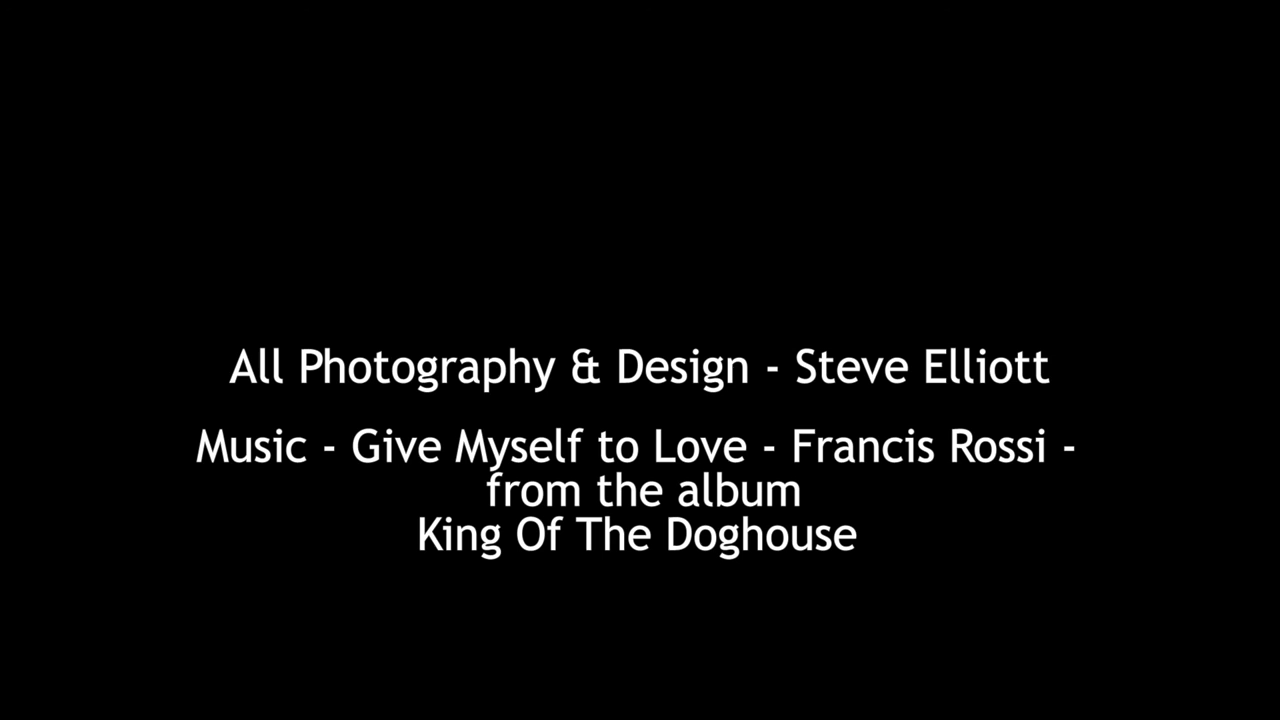 All Photography & Design - Steve Elliott
Music - Give Myself to Love - Francis Rossi -
from the album
King Of The Doghouse